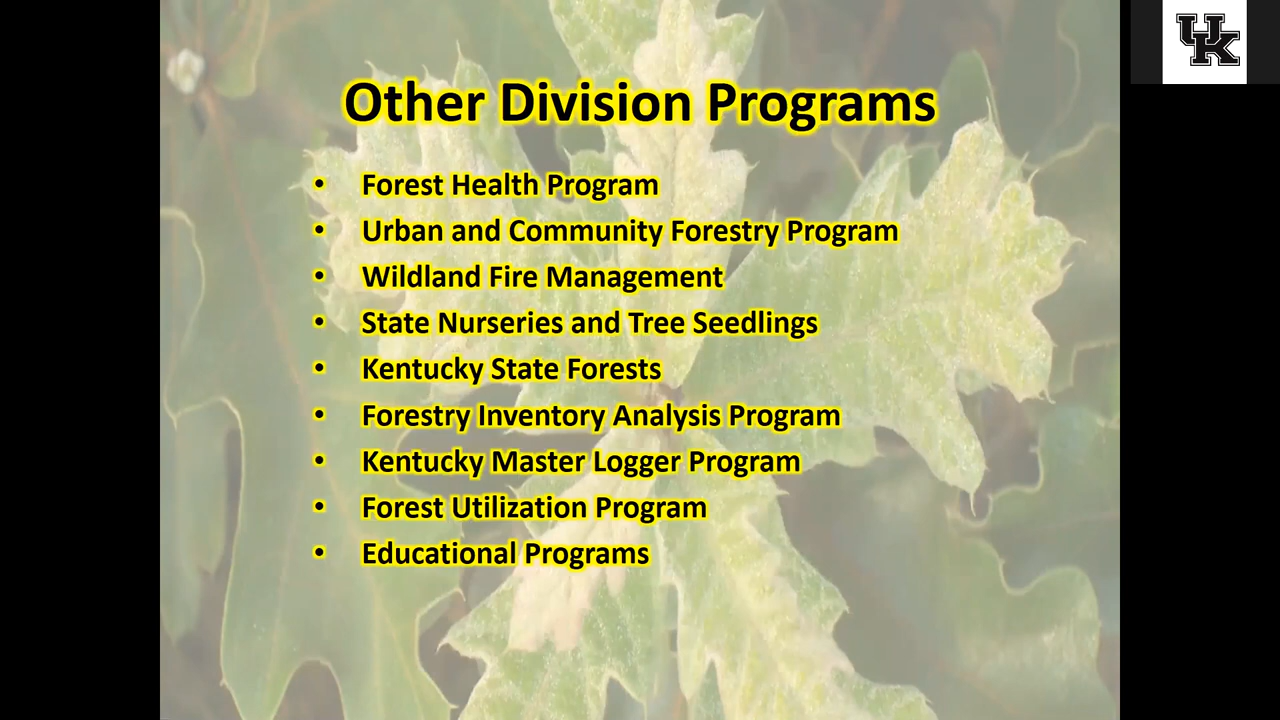 UK
Other Division Programs
• Forest Health Program
• Urban and Community Forestry Program
• Wildland Fire Management
• State Nurseries and Tree Seedlings
• Kentucky State Forests
• Forestry Inventory Analysis Program
• Kentucky Master Logger Program
• Forest Utilization Program
• Educational Programs